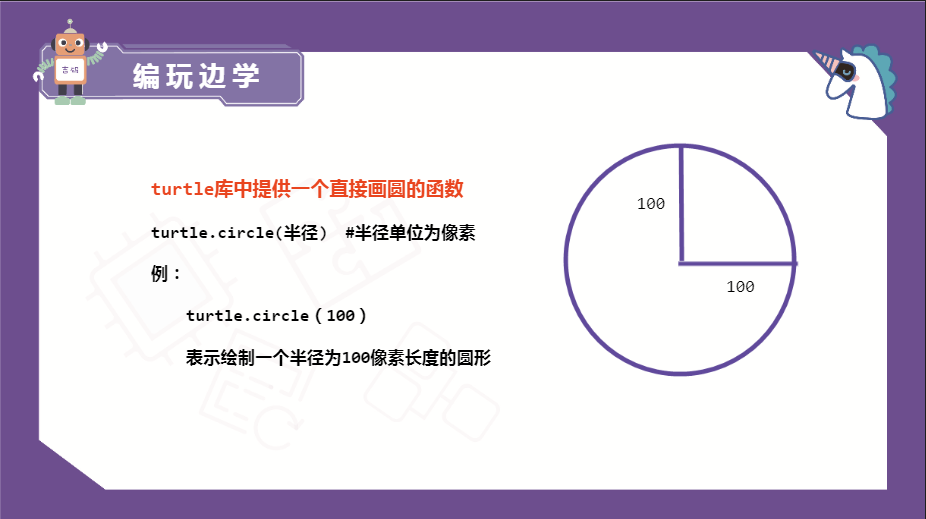 编玩边学
turtle库中提供一个直接画圆的函数
turtle.circle(半径) #半径单位为像素
例：
turtle.circle（100）
表示绘制一个半径为100像素长度的圆形
100
100